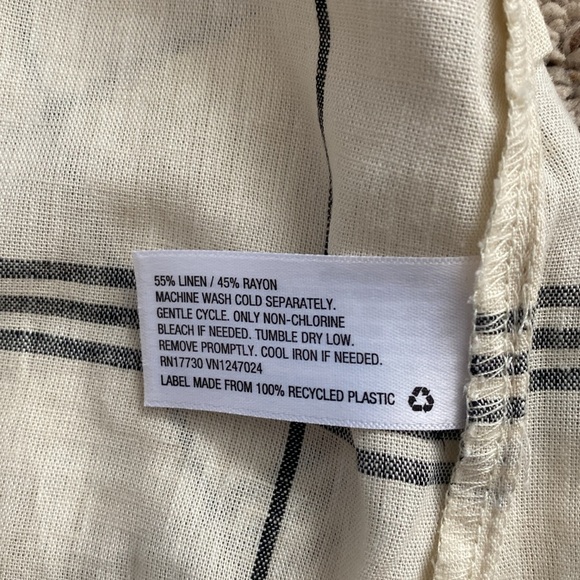 55% LINEN / 45% RAYON
MACHINE WASH COLD SEPARATELY.
GENTLE CYCLE. ONLY NON-CHLORINE
BLEACH IF NEEDED. TUMBLE DRY LOW.
REMOVE PROMPTLY. COOL IRON IF NEEDED.
RN17730 VN1247024
LABEL MADE FROM 100% RECYCLED PLASTIC